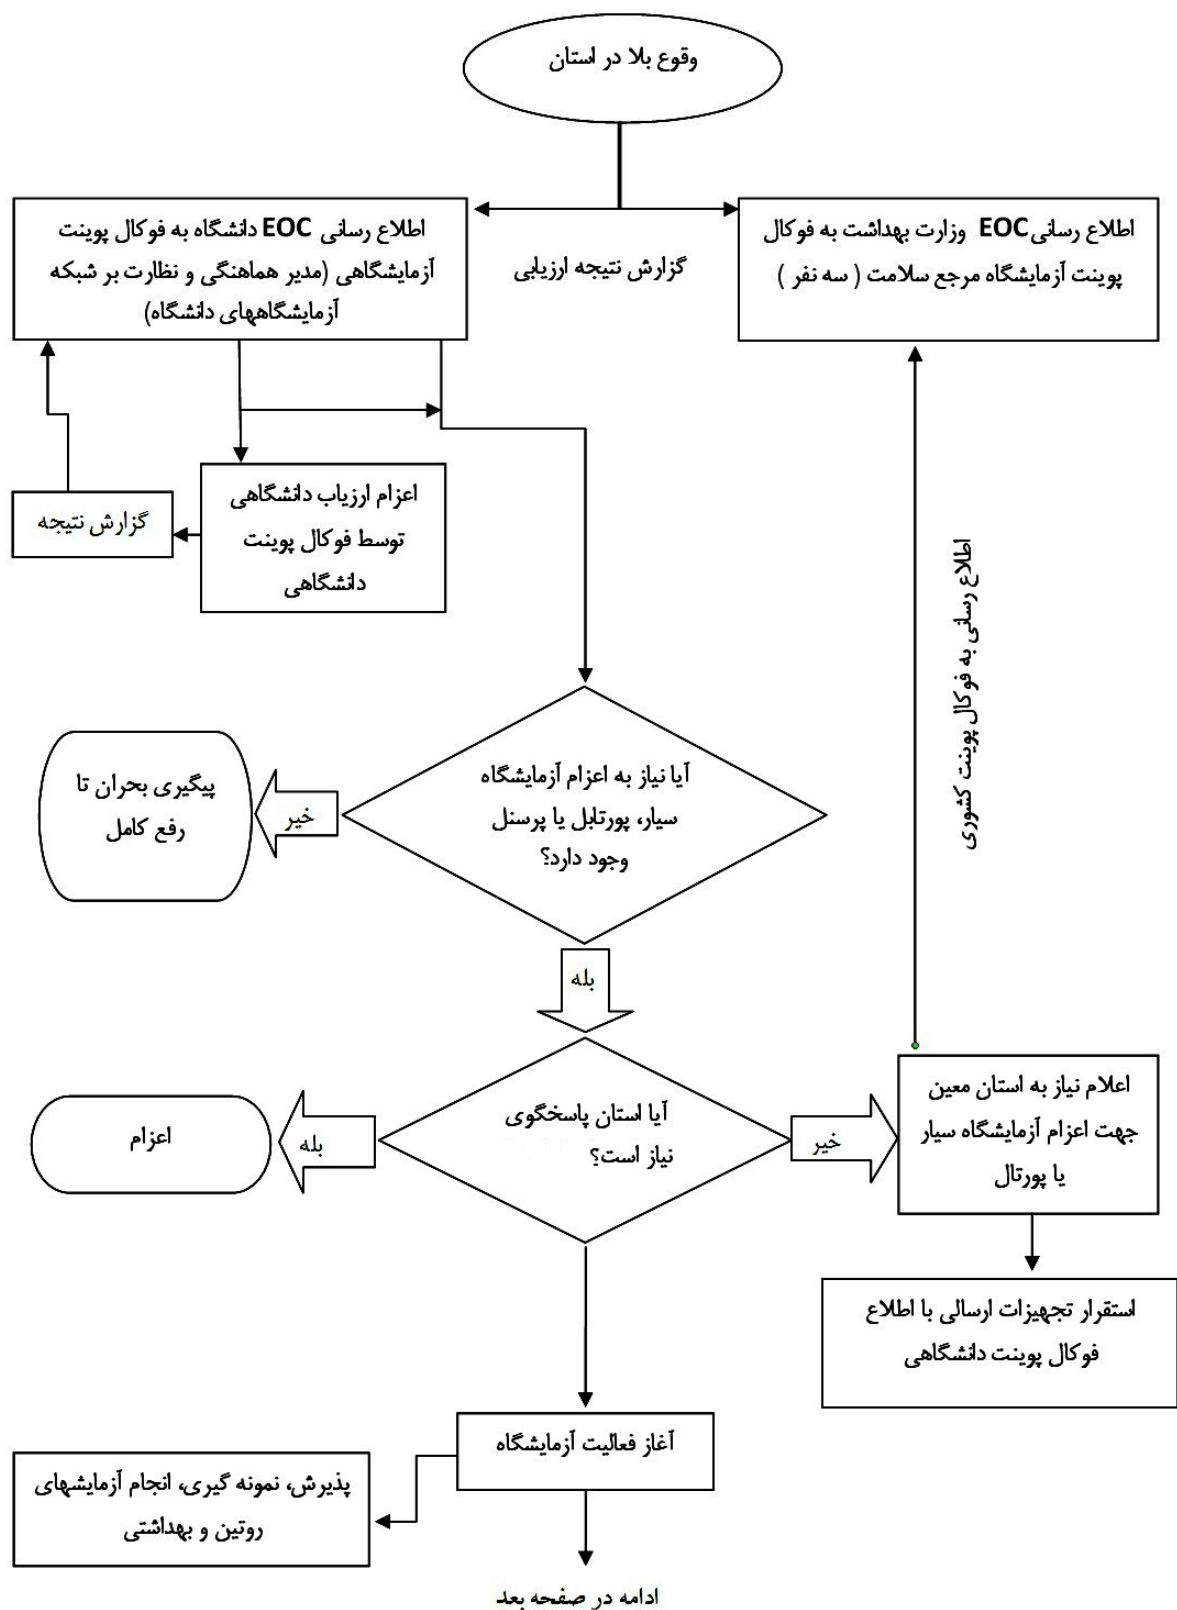 وقوع بلا در استان
اطلاع رسانی EOC وزارت بهداشت به فوکال
پوینت آزمایشگاه مرجع سلامت ( سه نفر )
گزارش نتیجه ارزیابی
اطلاع رسانی EOC دانشگاه به فوکال پوینت
آزمایشگاهی (مدیر هماهنگی و نظارت بر شبکه
آزمایشگاههای دانشگاه)
اعزام ارزیاب دانشگاهی
توسط فوکال پوینت
دانشگاهی
گزارش نتیجه
اطلاع رسانی به فوکال پوینت کشوری
آیا نیاز به اعزام آزمایشگاه
سیار، پورتابل یا پرسنل
وجود دارد؟
خیر
پیگیری بحران تا
رفع کامل
بله
آیا استان پاسخگوی
نیاز است؟
بله
اعزام
خیر
اعلام نیاز به استان معین
جهت اعزام آزمایشگاه سیار
یا پورتال
استقرار تجهیزات ارسالی با اطلاع
فوکال پوینت دانشگاهی
آغاز فعالیت آزمایشگاه
پذیرش، نمونه گیری، انجام آزمایشهای
روتین و بهداشتی
ادامه در صفحه بعد